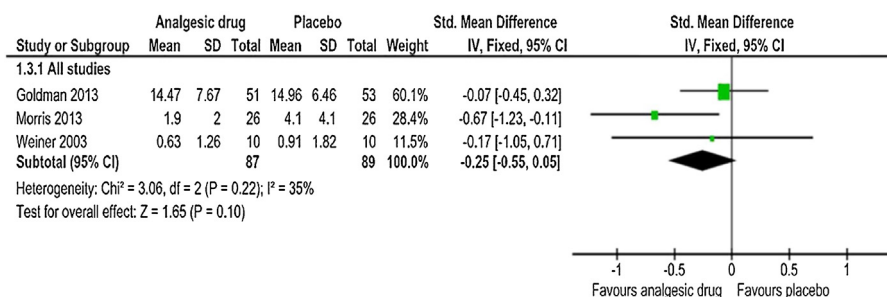 Analgesic drug Placebo Std. Mean Difference Std. Mean Difference
Study or Subgroup Mean SD Total Mean SD Total Weight IV, Fixed, 95% CI IV, Fixed, 95% CI
1.3.1 All studies
Goldman 2013 14.47 7.67 51 14.96 6.46 53 60.1% -0.07 [-0.45, 0.32]
Morris 2013 1.9 2 26 4.1 4.1 26 28.4% -0.67 [-1.23, -0.11]
Weiner 2003 0.63 1.26 10 0.91 1.82 10 11.5% -0.17 [-1.05, 0.71]
Subtotal (95% CI) 87 89 100.0% -0.25 [-0.55, 0.05]
Heterogeneity: Chi² = 3.06, df = 2 (P = 0.22); I² = 35%
Test for overall effect: Z = 1.65 (P = 0.10)
-1 -0.5 0 0.5 1
Favours analgesic drug Favours placebo